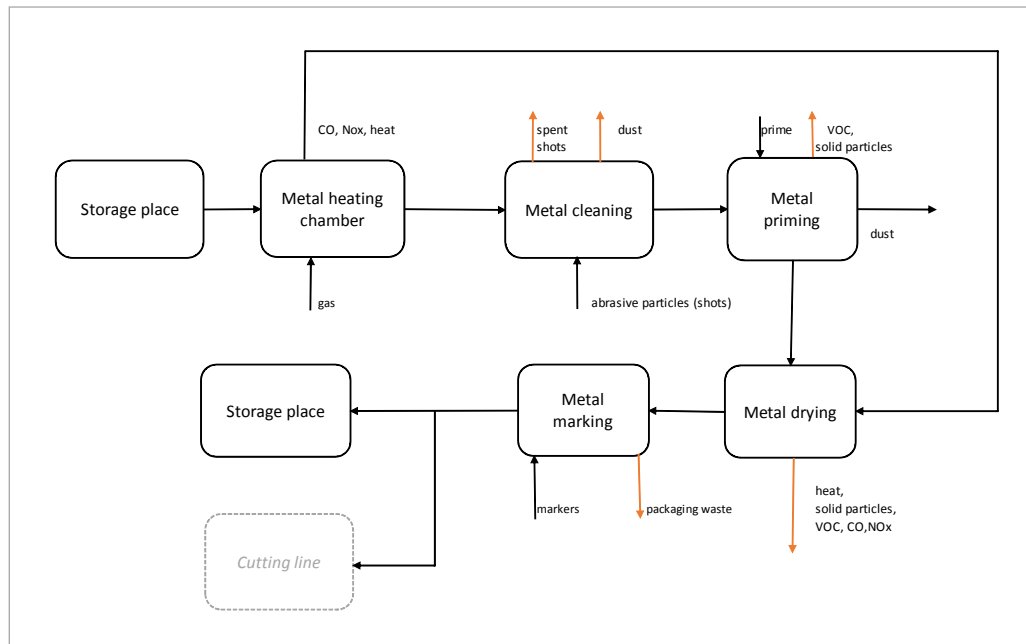 CO, Nox, heat
spent
shots
dust
prime
VOC,
solid particles
Storage place
Metal heating
chamber
Metal cleaning
Metal
priming
dust
gas
abrasive particles (shots)
Storage place
Metal
marking
Metal drying
markers
packaging waste
heat,
solid particles,
VOC, CO,NOx
Cutting line